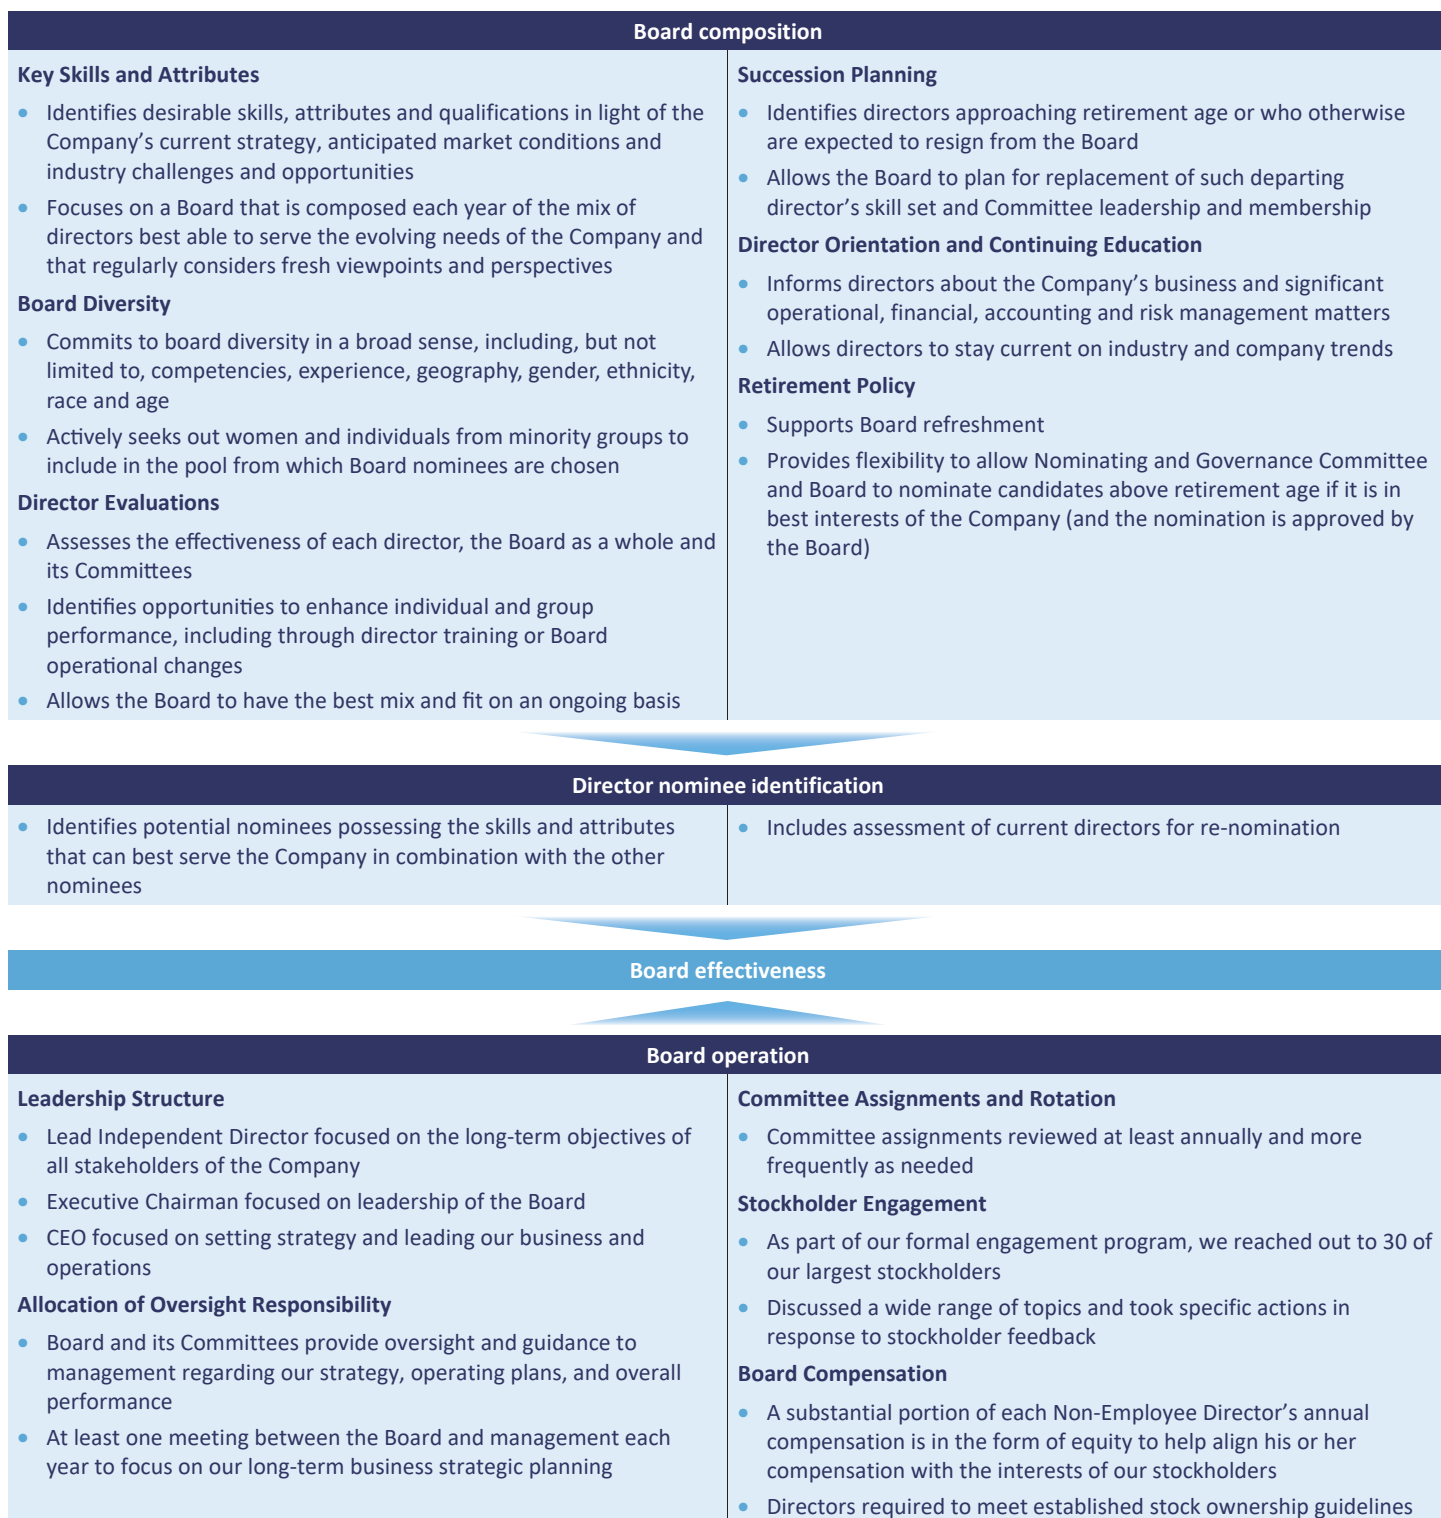 Board composition
Key Skills and Attributes
• Identifies desirable skills, attributes and qualifications in light of the
Company’s current strategy, anticipated market conditions and
industry challenges and opportunities
• Focuses on a Board that is composed each year of the mix of
directors best able to serve the evolving needs of the Company and
that regularly considers fresh viewpoints and perspectives
Board Diversity
• Commits to board diversity in a broad sense, including, but not
limited to, competencies, experience, geography, gender, ethnicity,
race and age
• Actively seeks out women and individuals from minority groups to
include in the pool from which Board nominees are chosen
Director Evaluations
• Assesses the effectiveness of each director, the Board as a whole and
its Committees
• Identifies opportunities to enhance individual and group
performance, including through director training or Board
operational changes
• Allows the Board to have the best mix and fit on an ongoing basis
Succession Planning
• Identifies directors approaching retirement age or who otherwise
are expected to resign from the Board
• Allows the Board to plan for replacement of such departing
director’s skill set and Committee leadership and membership
Director Orientation and Continuing Education
• Informs directors about the Company’s business and significant
operational, financial, accounting and risk management matters
• Allows directors to stay current on industry and company trends
Retirement Policy
• Supports Board refreshment
• Provides flexibility to allow Nominating and Governance Committee
and Board to nominate candidates above retirement age if it is in
best interests of the Company (and the nomination is approved by
the Board)
Director nominee identification
• Identifies potential nominees possessing the skills and attributes
that can best serve the Company in combination with the other
nominees
• Includes assessment of current directors for re-nomination
Board effectiveness
Board operation
Leadership Structure
• Lead Independent Director focused on the long-term objectives of
all stakeholders of the Company
• Executive Chairman focused on leadership of the Board
• CEO focused on setting strategy and leading our business and
operations
Allocation of Oversight Responsibility
• Board and its Committees provide oversight and guidance to
management regarding our strategy, operating plans, and overall
performance
• At least one meeting between the Board and management each
year to focus on our long-term business strategic planning
Committee Assignments and Rotation
• Committee assignments reviewed at least annually and more
frequently as needed
Stockholder Engagement
• As part of our formal engagement program, we reached out to 30 of
our largest stockholders
• Discussed a wide range of topics and took specific actions in
response to stockholder feedback
Board Compensation
• A substantial portion of each Non-Employee Director’s annual
compensation is in the form of equity to help align his or her
compensation with the interests of our stockholders
• Directors required to meet established stock ownership guidelines